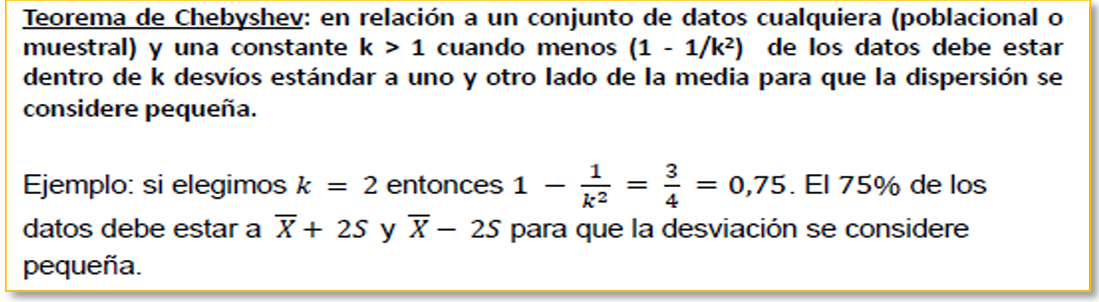 Teorema de Chebyshev: en relación a un conjunto de datos cualquiera (poblacional o
muestral) y una constante k > 1 cuando menos (1 - 1/k²) de los datos debe estar
dentro de k desvíos estándar a uno y otro lado de la media para que la dispersión se
considere pequeña.
Ejemplo: si elegimos k = 2 entonces 1 − 1/k² = 3/4 = 0,75. El 75% de los
datos debe estar a X̅ + 2S y X̅ − 2S para que la desviación se considere
pequeña.